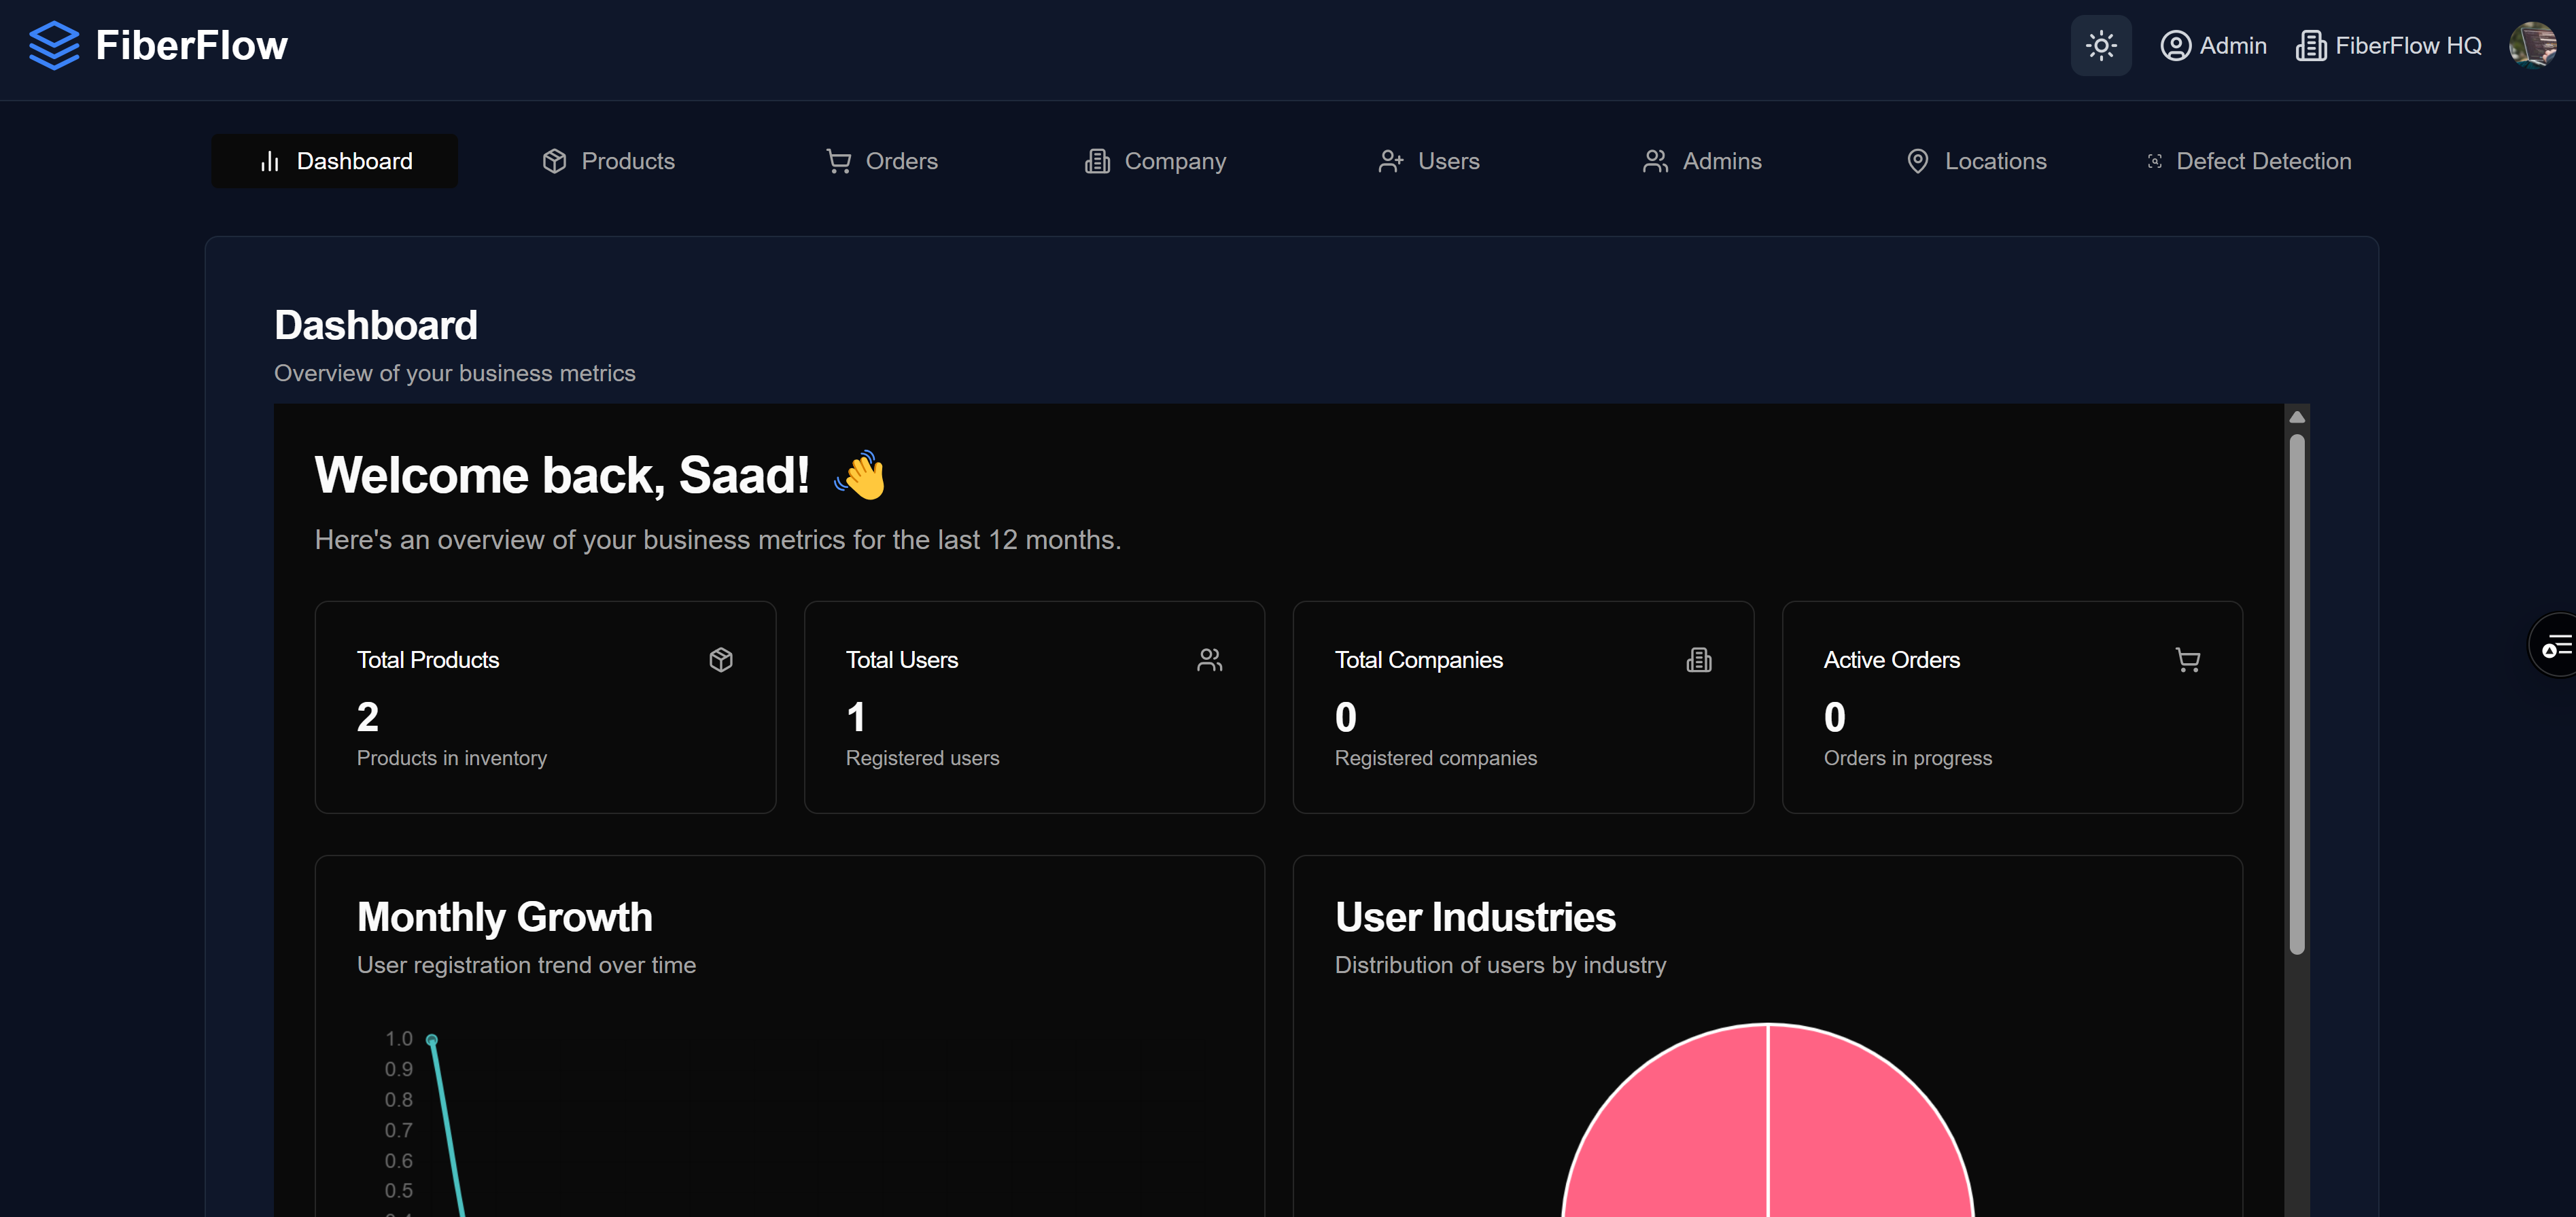 FiberFlow
Admin
FiberFlow HQ
Dashboard
Products
Orders
Company
Users
Admins
Locations
Defect Detection
Dashboard
Overview of your business metrics
Welcome back, Saad! 👋
Here's an overview of your business metrics for the last 12 months.
Total Products
2
Products in inventory
Total Users
1
Registered users
Total Companies
0
Registered companies
Active Orders
0
Orders in progress
Monthly Growth
User registration trend over time
1.0
0.9
0.8
0.7
0.6
0.5
User Industries
Distribution of users by industry